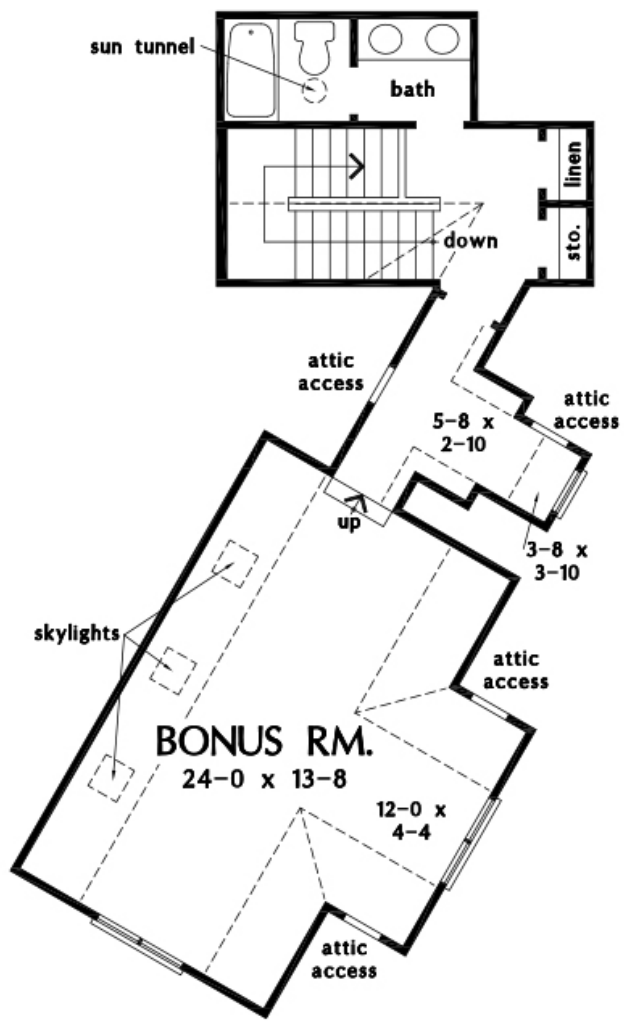 sun tunnel
bath
linen
sto.
down
attic
access
attic
access
5-8 x
2-10
up
3-8 x
3-10
skylights
attic
access
BONUS RM.
24-0 x 13-8
12-0 x
4-4
attic
access